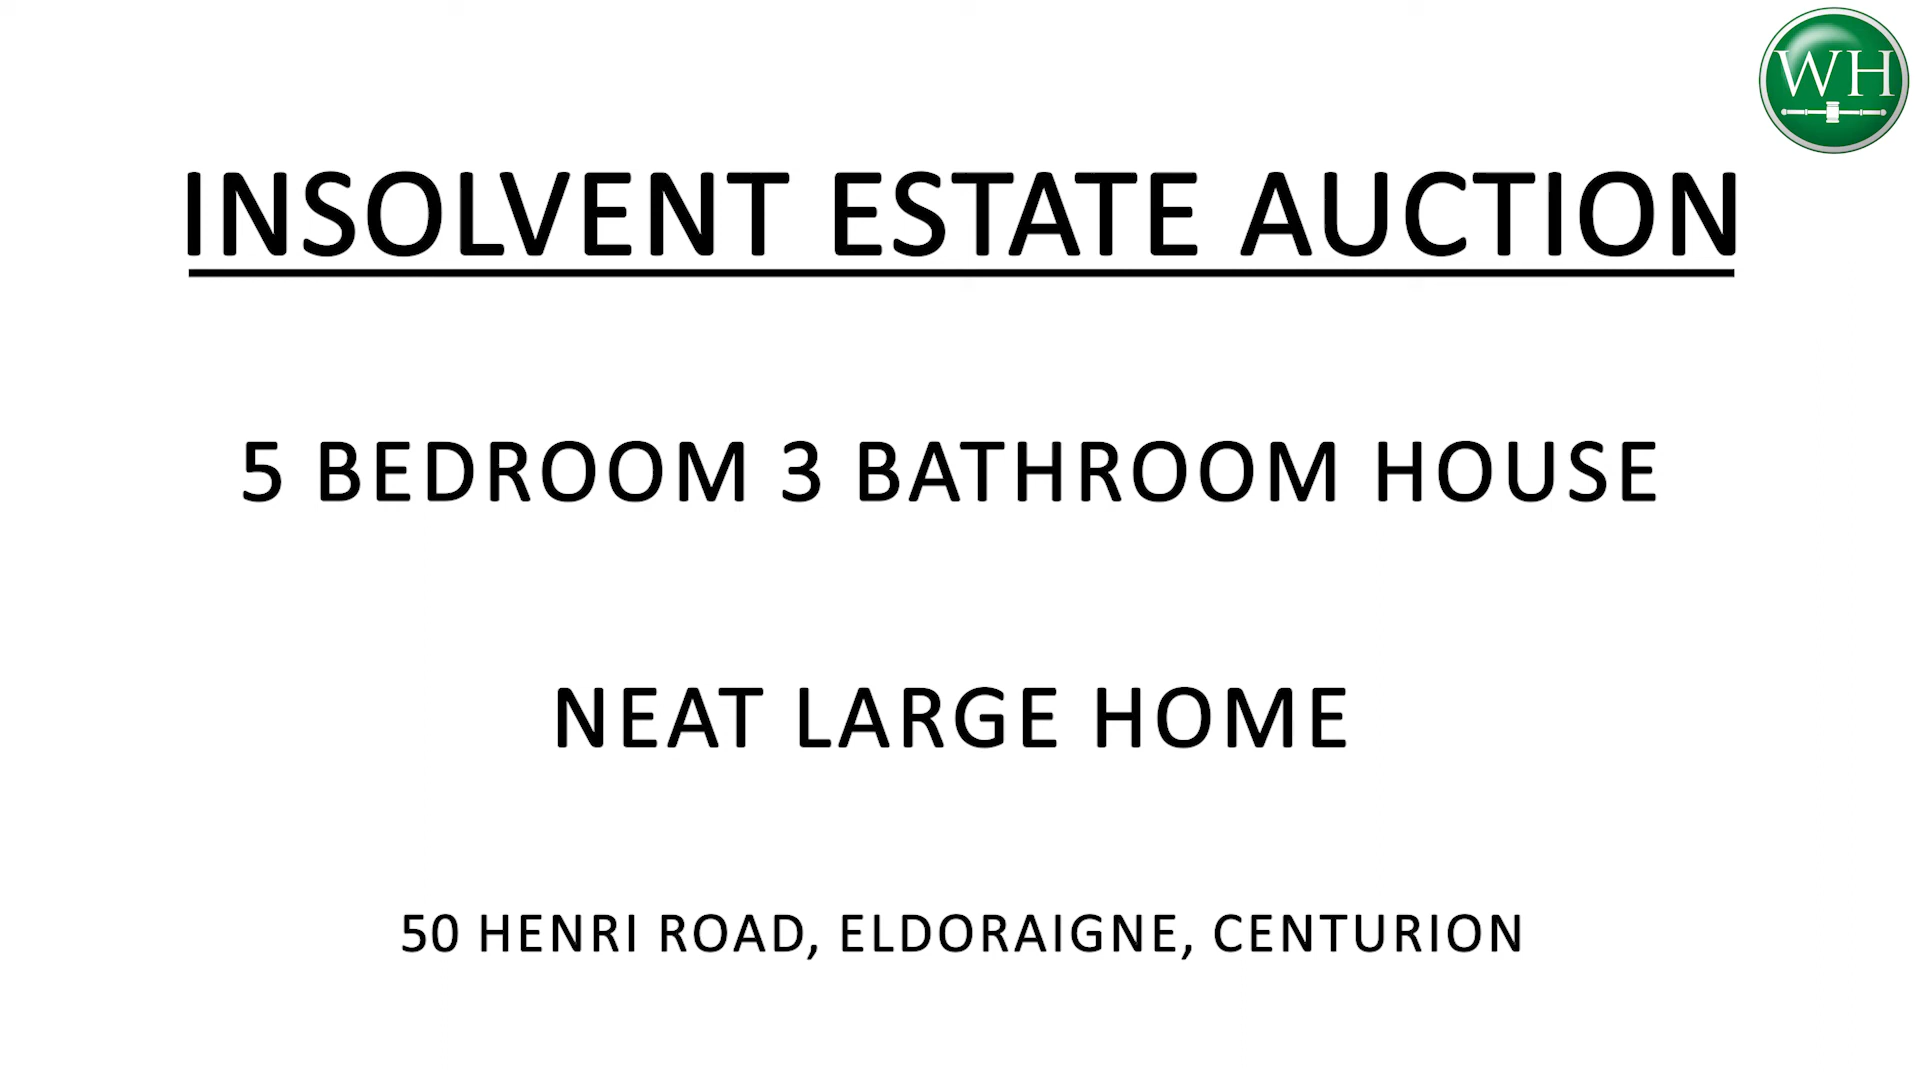 WH
INSOLVENT ESTATE AUCTION
5 BEDROOM 3 BATHROOM HOUSE
NEAT LARGE HOME
50 HENRI ROAD, ELDORAIGNE, CENTURION